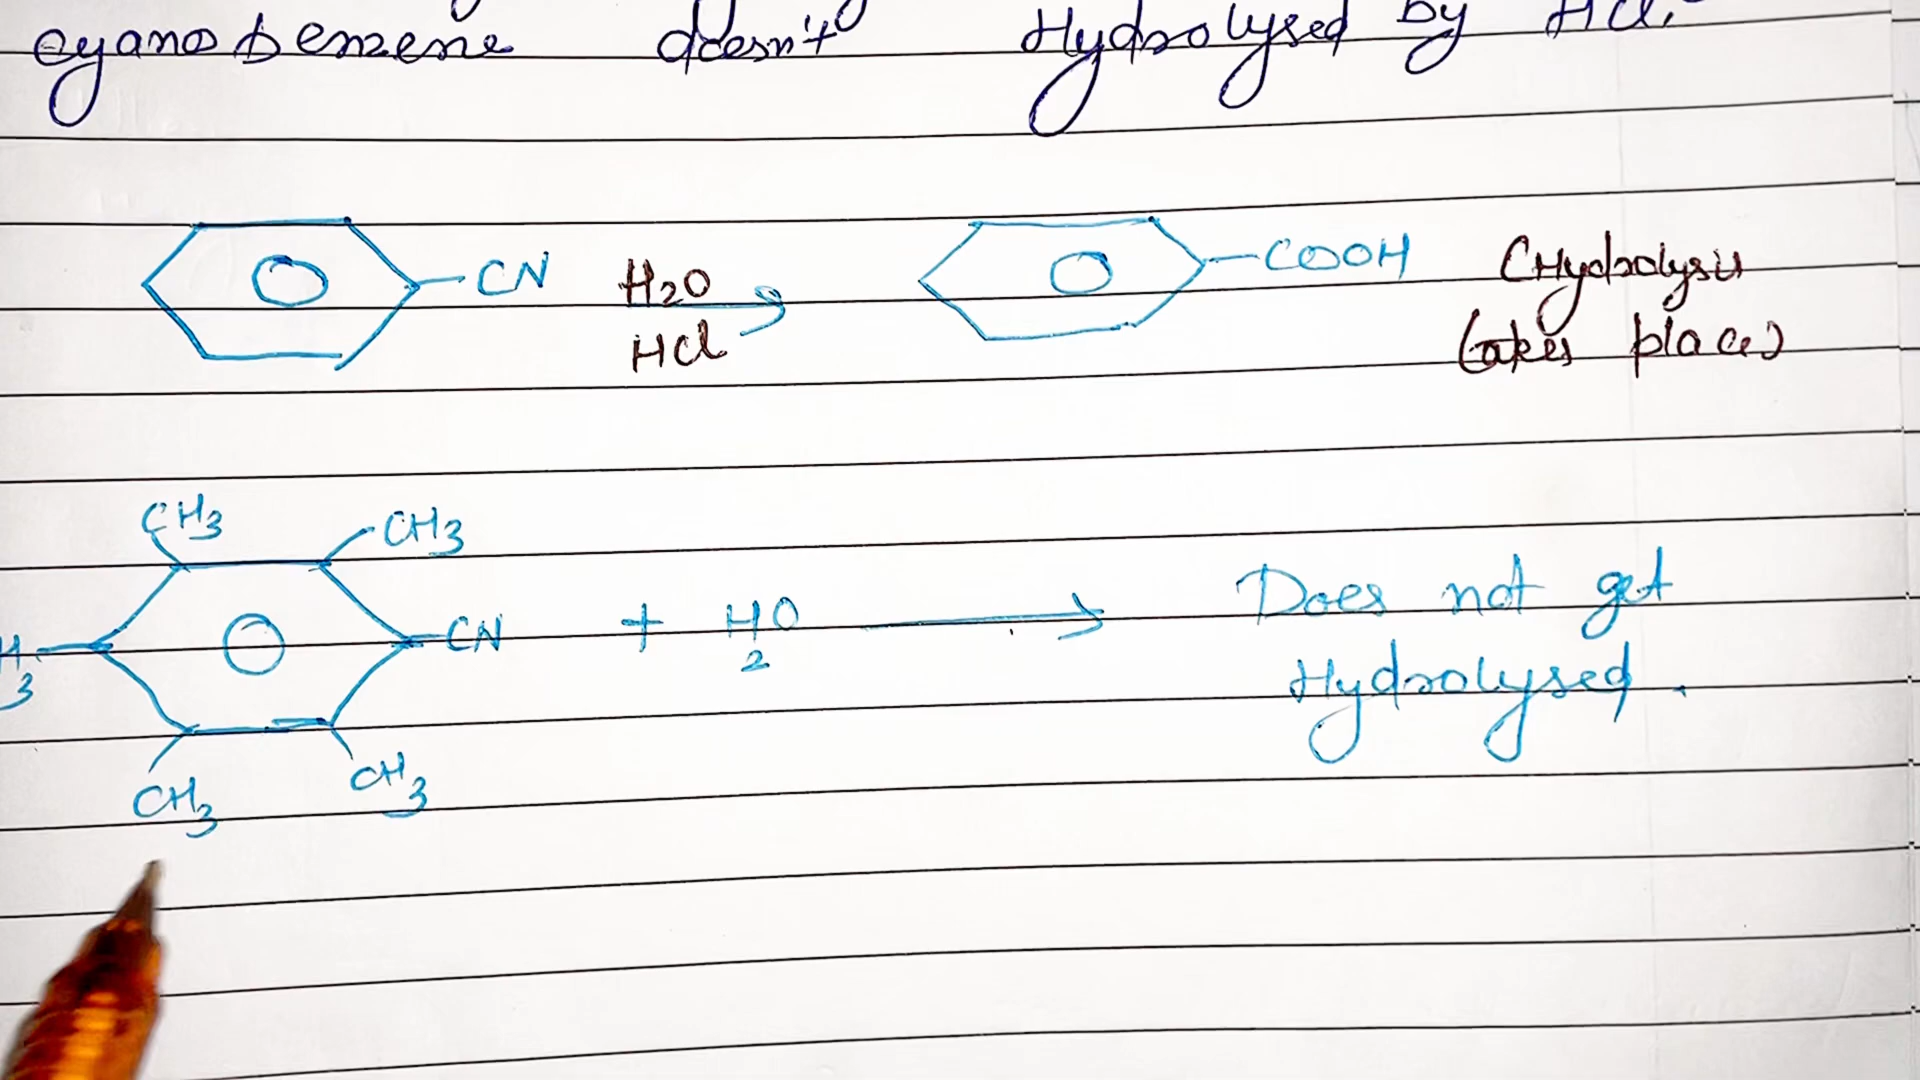 cyanobenzene doesn't Hydrolysed by HCl.
CN H2O HCl COOH (Hydrolysis
takes place)
CH3 CH3
H3 CN + H2O Does not get
Hydrolysed.
CH3 CH3